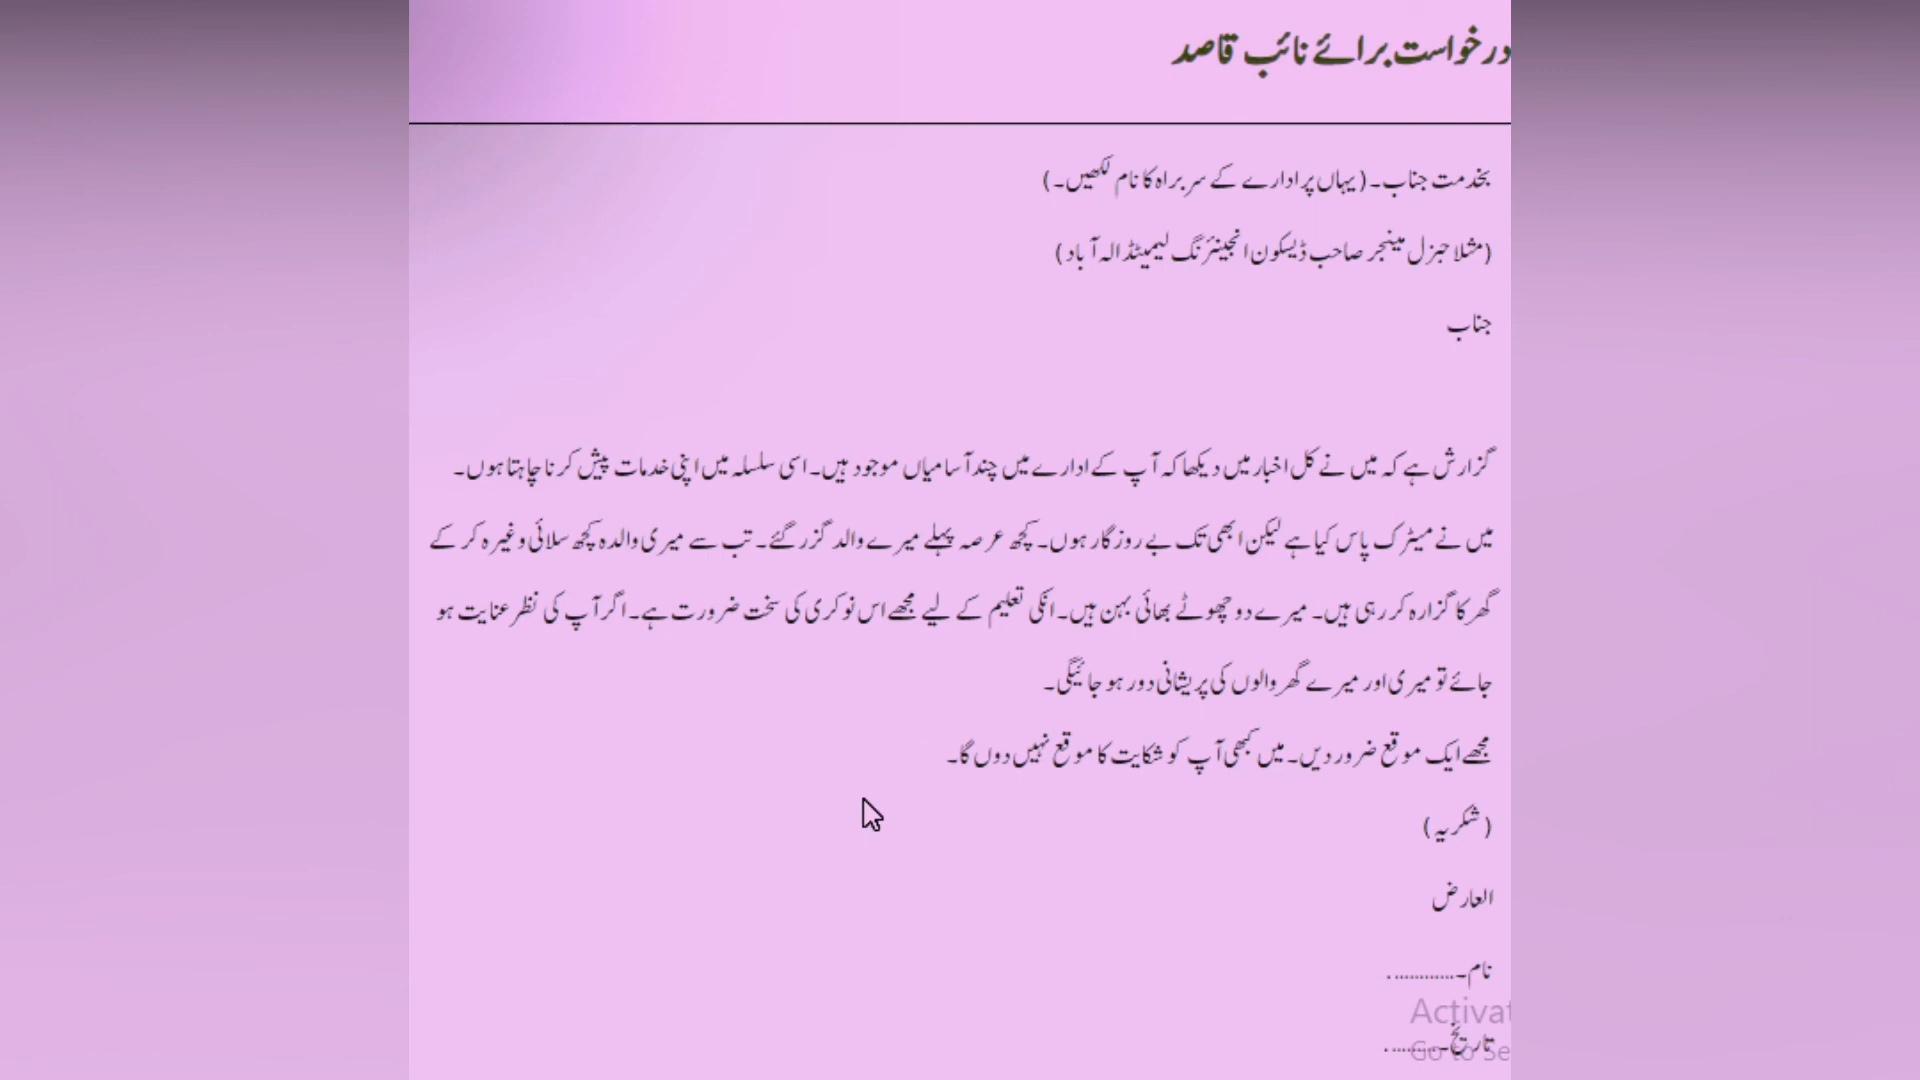 درخواست برائے نائب قاصد
بخدمت جناب۔ (یہاں پر ادارے کے سربراہ کا نام لکھیں۔)
(مثلا جنرل مینجر صاحب ڈیسکون انجینئرنگ لیمیٹڈ الہ آباد)
جناب
گزارش ہے کہ میں نے کل اخبار میں دیکھا کہ آپ کے ادارے میں چند آسامیاں موجود ہیں۔ اسی سلسلہ میں اپنی خدمات پیش کرنا چاہتا ہوں۔
میں نے میٹرک پاس کیا ہے لیکن ابھی تک بے روزگار ہوں۔ کچھ عرصہ پہلے میرے والد گزر گئے۔ تب سے میری والدہ کچھ سلائی وغیرہ کر کے
گھر کا گزارہ کر رہی ہیں۔ میرے دو چھوٹے بھائی بہن ہیں۔ انکی تعلیم کے لیے مجھے اس نوکری کی سخت ضرورت ہے۔ اگر آپ کی نظر عنایت ہو
جائے تو میری اور میرے گھر والوں کی پریشانی دور ہو جائیگی۔
مجھے ایک موقع ضرور دیں۔ میں کبھی آپ کو شکایت کا موقع نہیں دوں گا۔
(شکریہ)
العارض
نام۔............
Activat
تاریخ۔.........
Go to Se